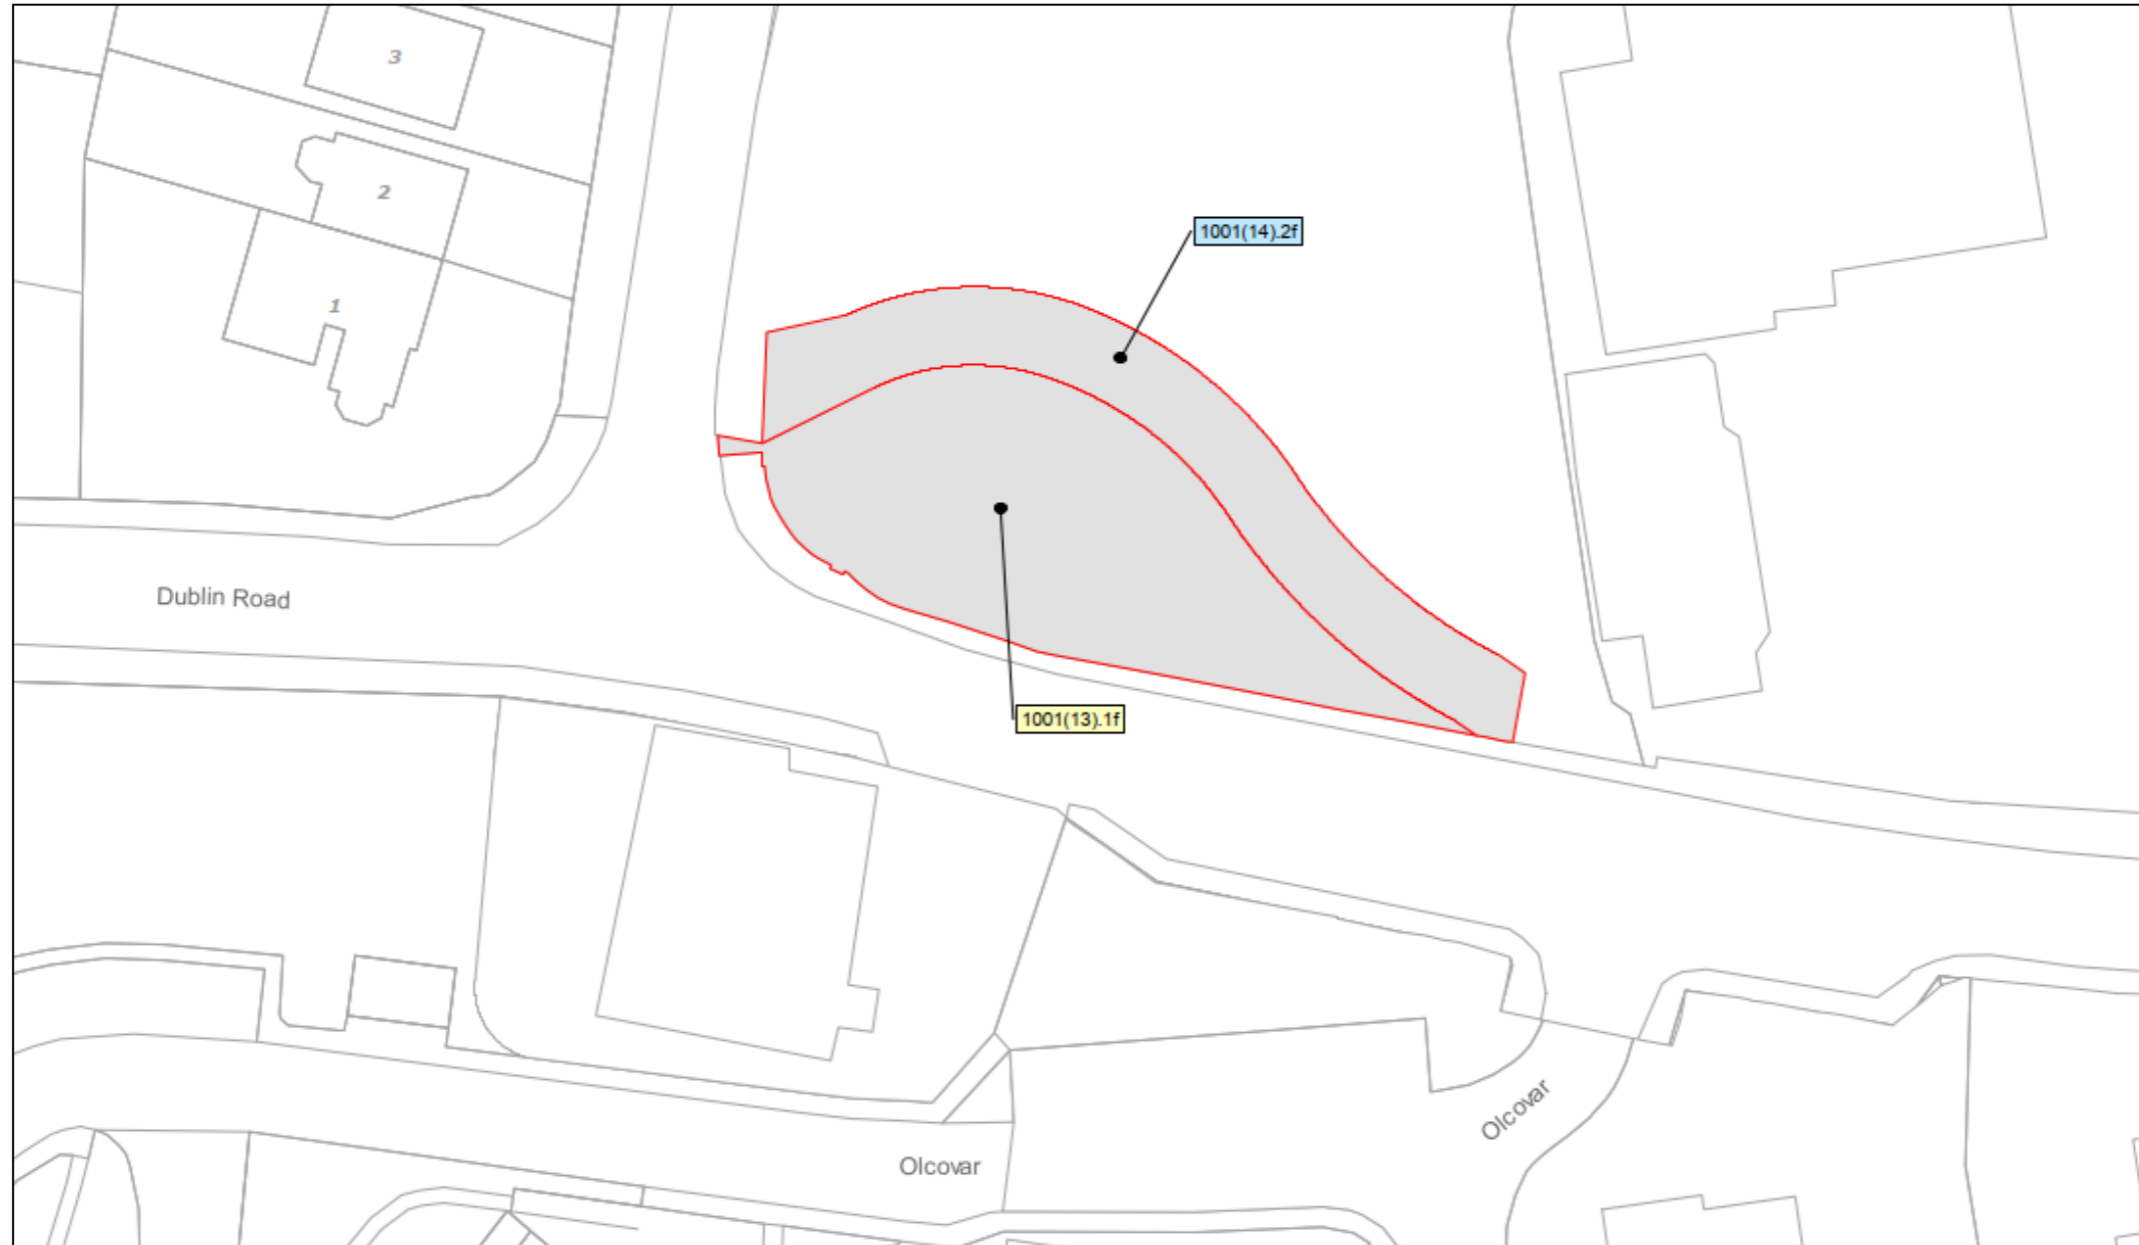 3
2
1
1001(14).2f
Dublin Road
1001(13).1f
Olcovar
Olcovar